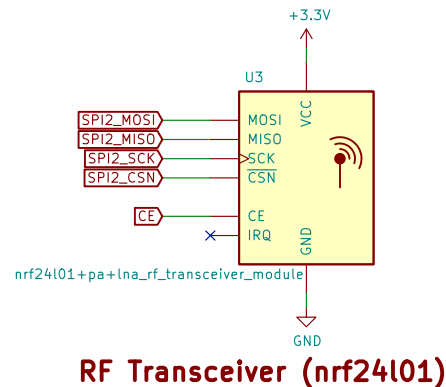 +3.3V
U3
VCC
SPI2_MOSI MOSI
SPI2_MISO MISO
SPI2_SCK SCK
SPI2_CSN CSN
CE CE
IRQ
GND
nrf24l01+pa+lna_rf_transceiver_module
GND
RF Transceiver (nrf24l01)